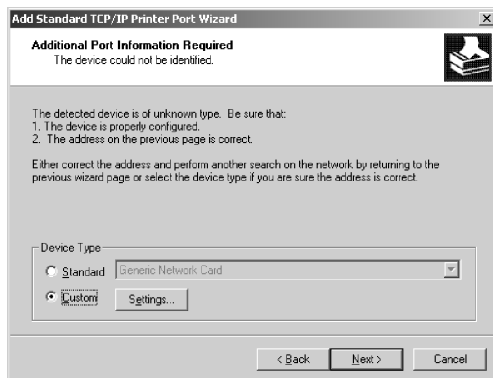 Add Standard TCP/IP Printer Port Wizard
Additional Port Information Required
The device could not be identified.
The detected device is of unknown type. Be sure that:
1. The device is properly configured.
2. The address on the previous page is correct.
Either correct the address and perform another search on the network by returning to the
previous wizard page or select the device type if you are sure the address is correct.
Device Type
Standard
Generic Network Card
Custom
Settings...
< Back
Next >
Cancel